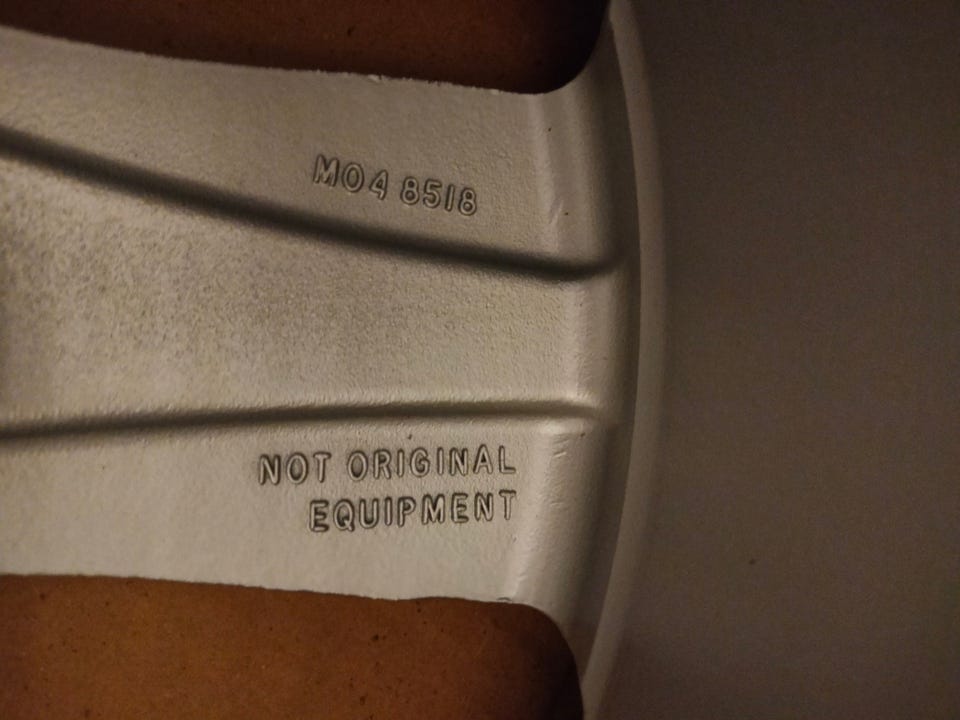 MO4 8518
NOT ORIGINAL
EQUIPMENT